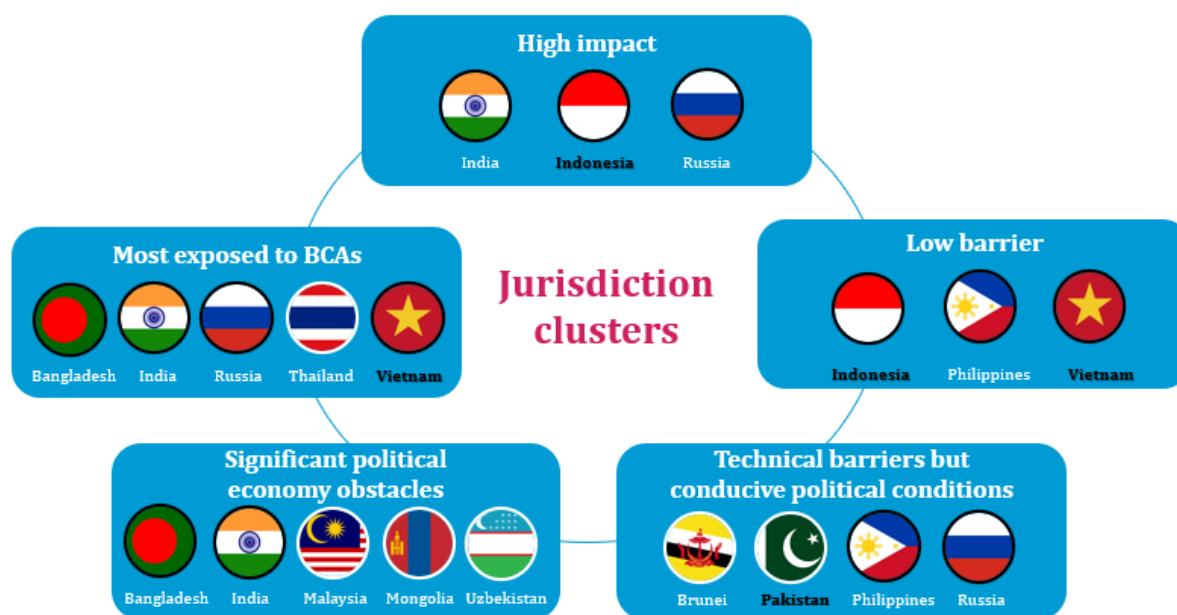 High impact
India Indonesia Russia
Most exposed to BCAs
Bangladesh India Russia Thailand Vietnam
Jurisdiction
clusters
Low barrier
Indonesia Philippines Vietnam
Significant political
economy obstacles
Bangladesh India Malaysia Mongolia Uzbekistan
Technical barriers but
conducive political conditions
Brunei Pakistan Philippines Russia